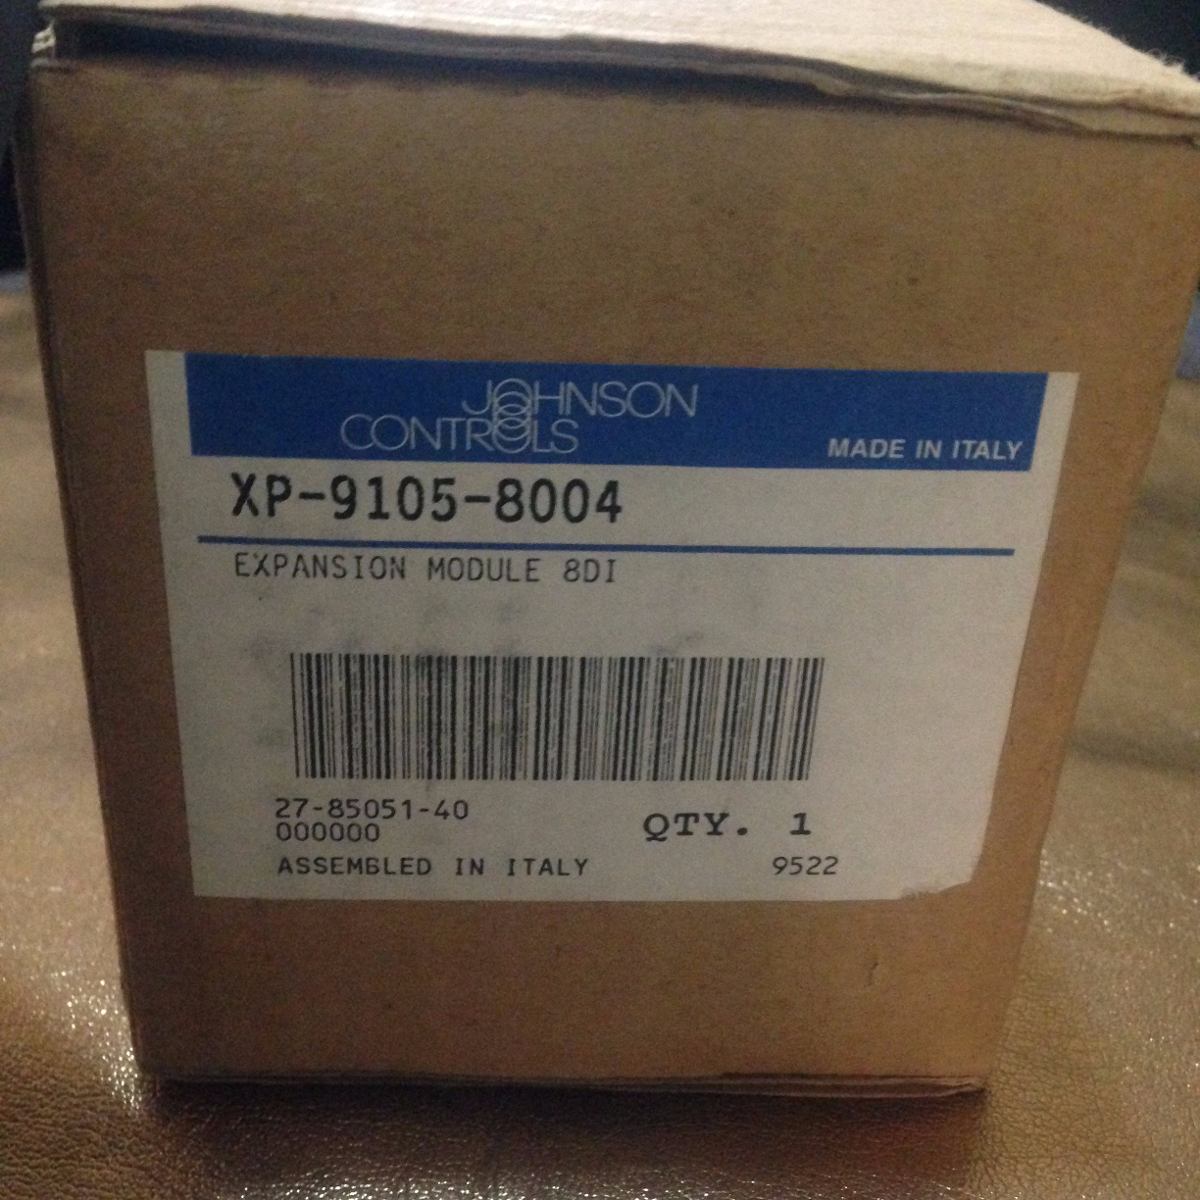 JOHNSON
CONTROLS
MADE IN ITALY
XP-9105-8004
EXPANSION MODULE 8DI
27-85051-40
000000
QTY. 1
ASSEMBLED IN ITALY
9522